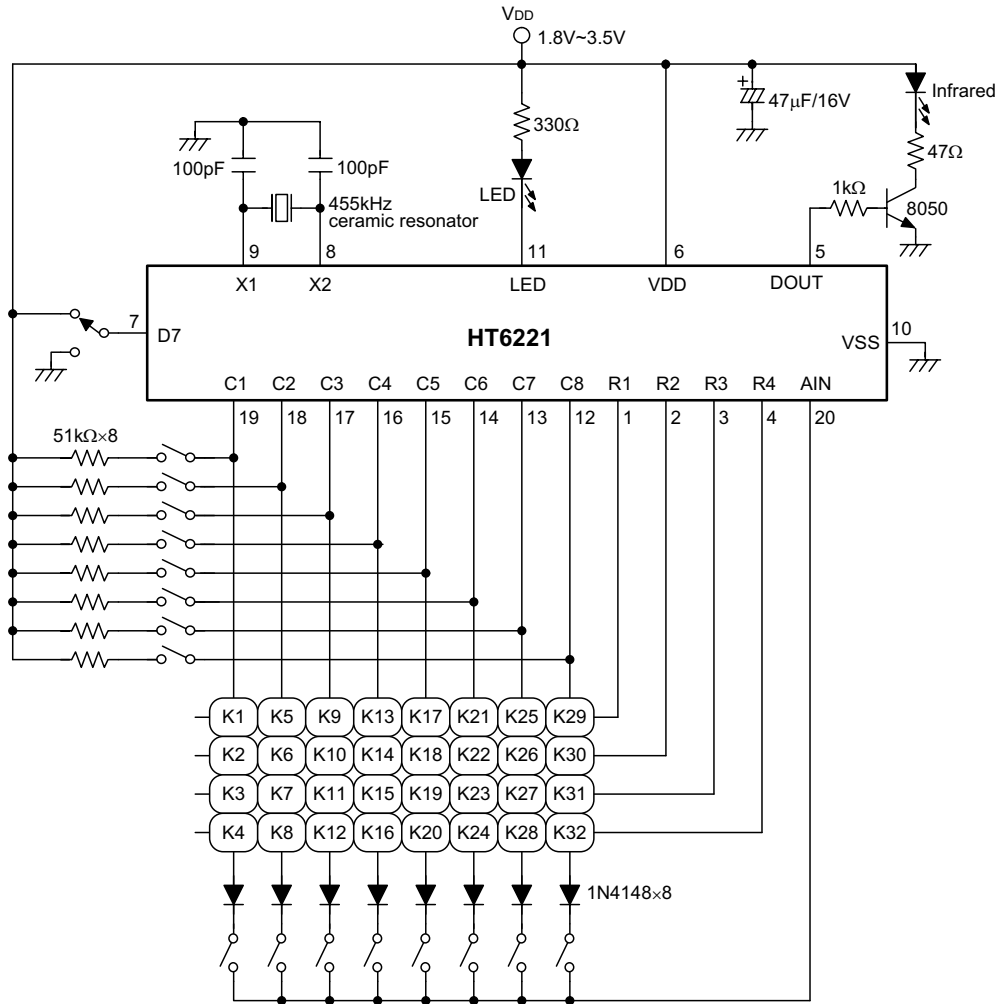 VDD
1.8V~3.5V
47μF/16V
Infrared
330Ω
47Ω
100pF
100pF
LED
1kΩ
8050
455kHz
ceramic resonator
9
8
11
6
5
X1
X2
LED
VDD
DOUT
7
D7
HT6221
VSS
10
C1
C2
C3
C4
C5
C6
C7
C8
R1
R2
R3
R4
AIN
19
18
17
16
15
14
13
12
1
2
3
4
20
51kΩ×8
K1
K5
K9
K13
K17
K21
K25
K29
K2
K6
K10
K14
K18
K22
K26
K30
K3
K7
K11
K15
K19
K23
K27
K31
K4
K8
K12
K16
K20
K24
K28
K32
1N4148×8